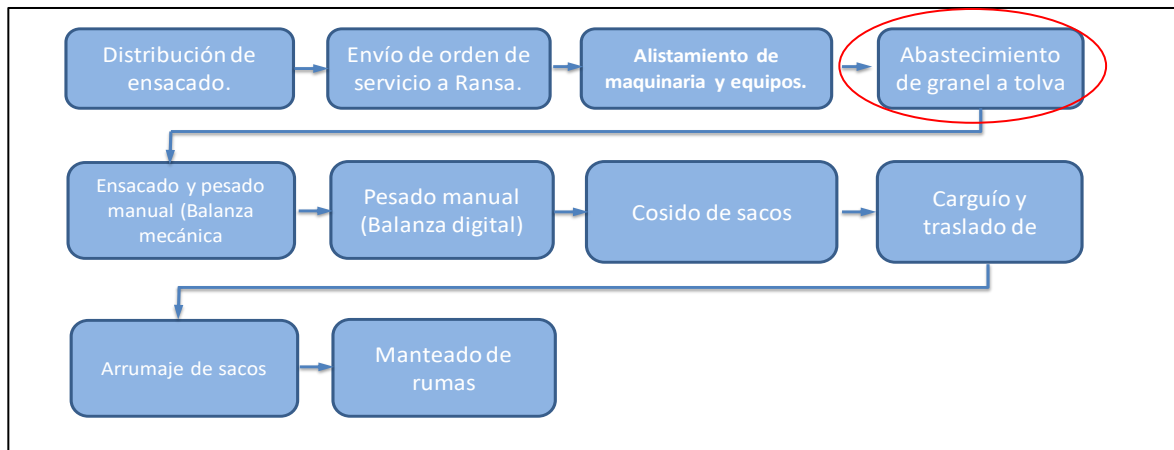 Distribución de
ensacado.
Envío de orden de
servicio a Ransa.
Alistamiento de
maquinaria y equipos.
Abastecimiento
de granel a tolva
Ensacado y pesado
manual (Balanza
mecánica
Pesado manual
(Balanza digital)
Cosido de sacos
Carguío y
traslado de
Arrumaje de sacos
Manteado de
rumas